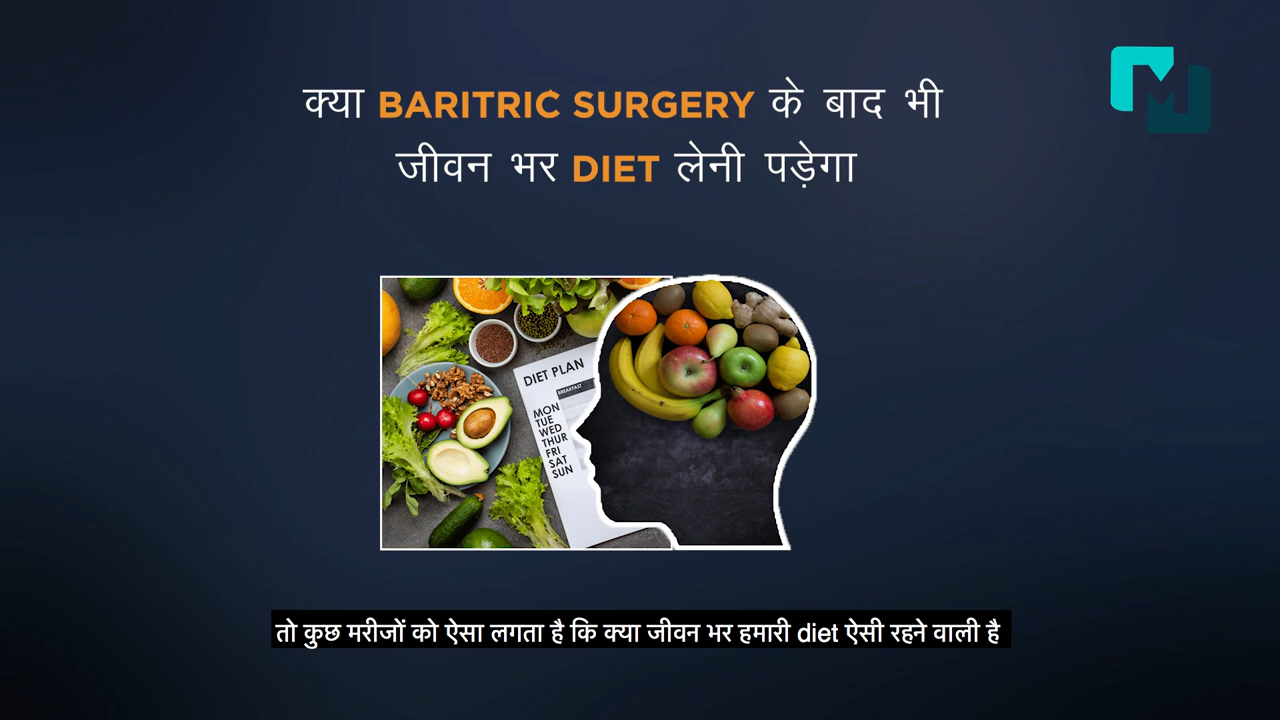 क्या BARITRIC SURGERY के बाद भी
जीवन भर DIET लेनी पड़ेगा
DIET PLAN
BREAKFAST
MON
TUE
WED
THUR
FRI
SAT
SUN
तो कुछ मरीजों को ऐसा लगता है कि क्या जीवन भर हमारी diet ऐसी रहने वाली है